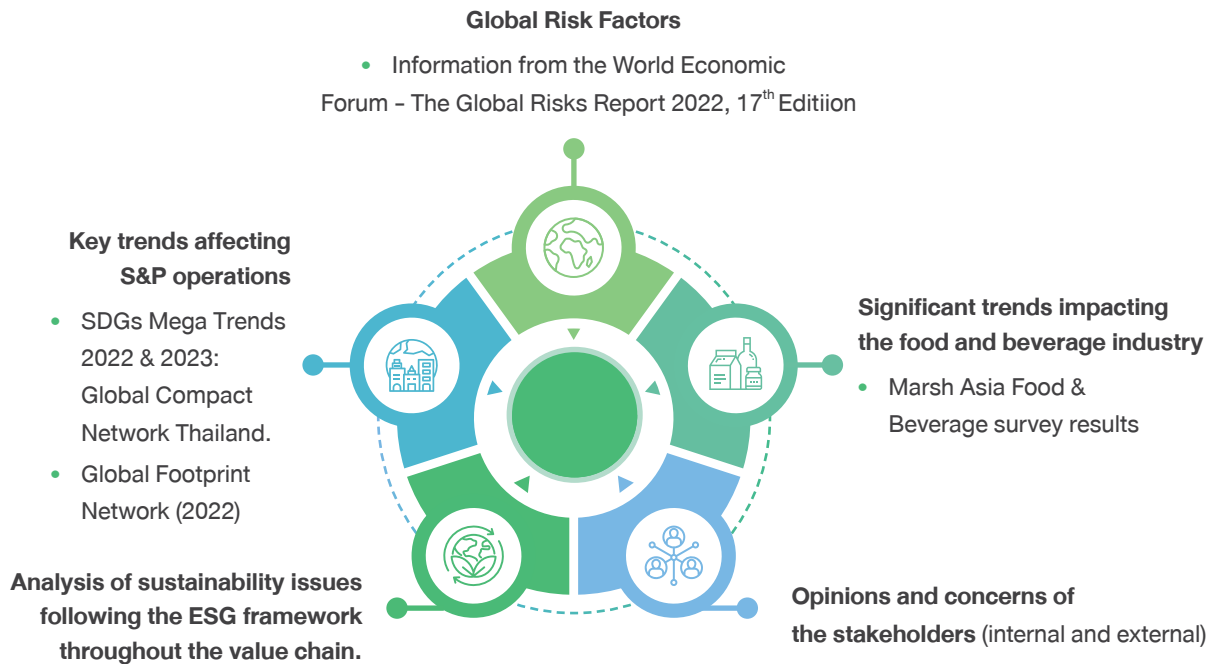 Global Risk Factors
• Information from the World Economic
Forum – The Global Risks Report 2022, 17th Editiion
Key trends affecting
S&P operations
• SDGs Mega Trends
2022 & 2023:
Global Compact
Network Thailand.
• Global Footprint
Network (2022)
Significant trends impacting
the food and beverage industry
• Marsh Asia Food &
Beverage survey results
Analysis of sustainability issues
following the ESG framework
throughout the value chain.
Opinions and concerns of
the stakeholders (internal and external)